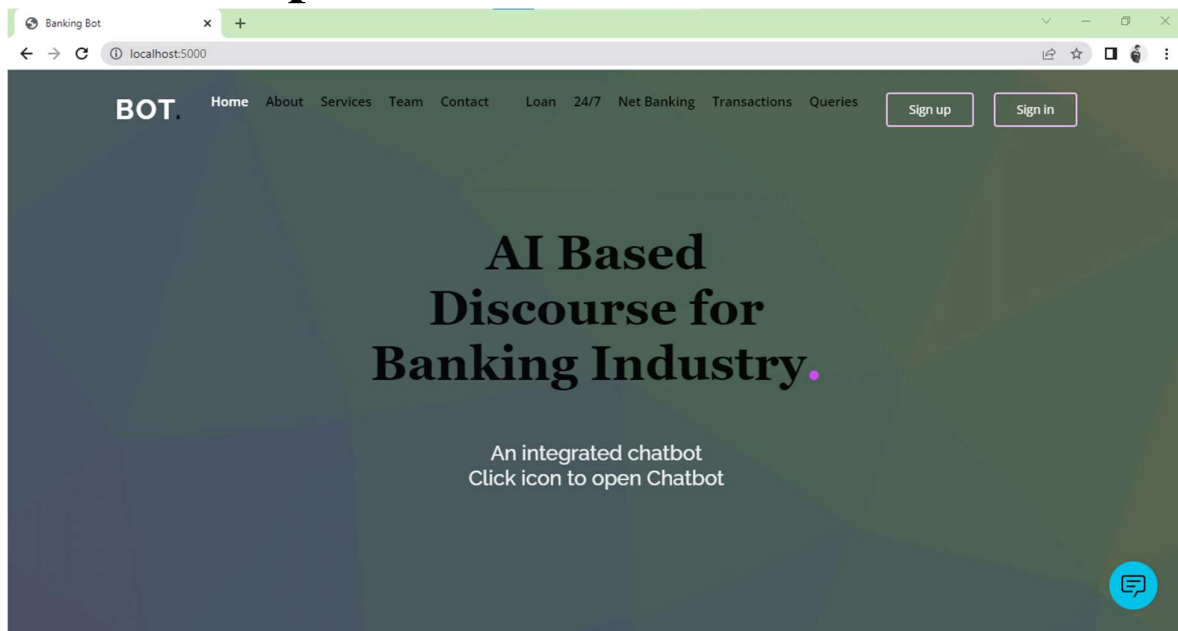 Banking Bot
localhost:5000
BOT. Home About Services Team Contact Loan 24/7 Net Banking Transactions Queries Sign up Sign in
AI Based
Discourse for
Banking Industry.
An integrated chatbot
Click icon to open Chatbot